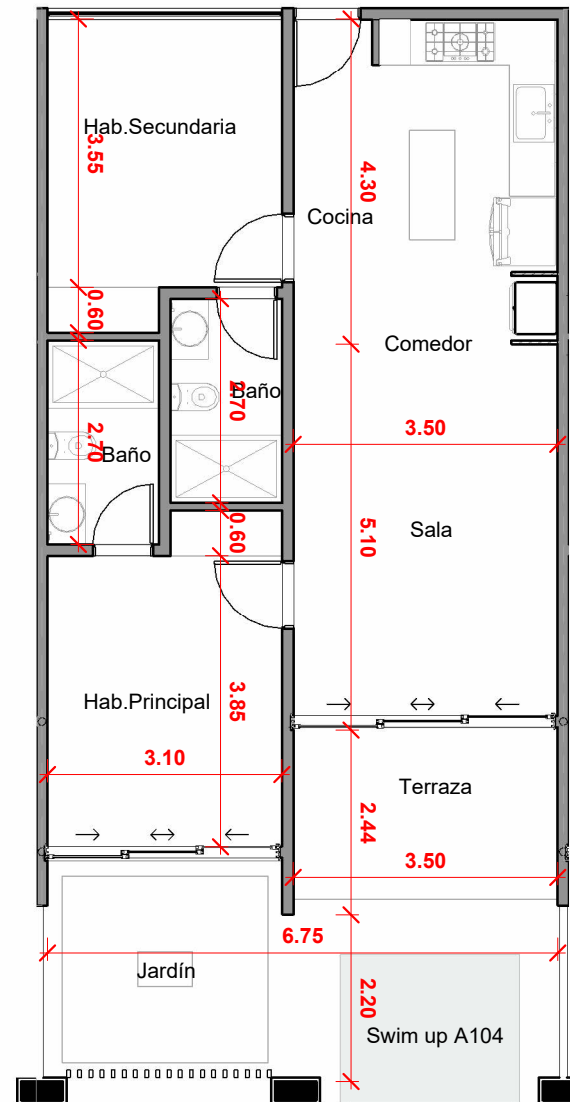 Hab.Secundaria
3.55
4.30
Cocina
0.60
Comedor
Baño
2.70
3.50
2.70
Baño
0.60
5.10
Sala
Hab.Principal
3.85
3.10
Terraza
2.44
3.50
6.75
Jardín
2.20
Swim up A104